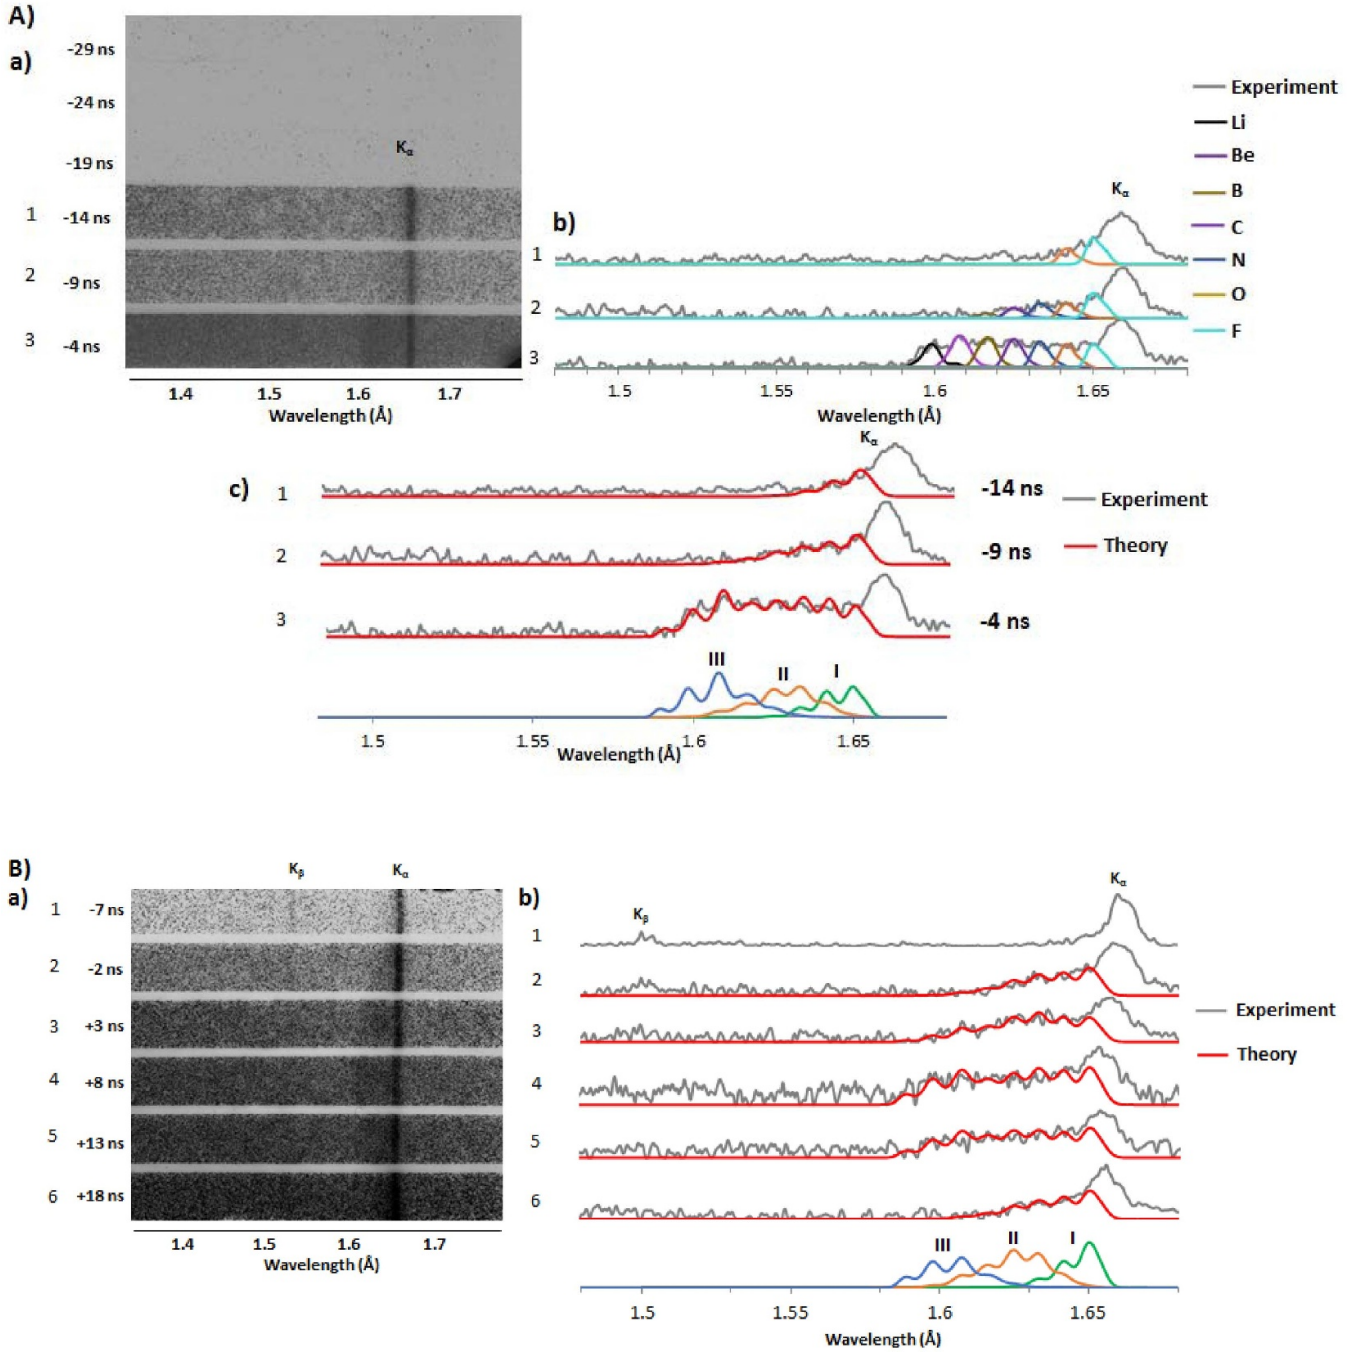 A)
a)
-29 ns
-24 ns
-19 ns
Kα
1 -14 ns
2 -9 ns
3 -4 ns
1.4 1.5 1.6 1.7
Wavelength (Å)
b)
Kα
1
2
3
1.5 1.55 1.6 1.65
Wavelength (Å)
Experiment
Li
Be
B
C
N
O
F
c)
Kα
1 -14 ns
2 -9 ns
3 -4 ns
Experiment
Theory
III II I
1.5 1.55 1.6 1.65
Wavelength (Å)
B)
a)
Kβ Kα
1 -7 ns
2 -2 ns
3 +3 ns
4 +8 ns
5 +13 ns
6 +18 ns
1.4 1.5 1.6 1.7
Wavelength (Å)
b)
Kβ Kα
1
2
3
4
5
6
Experiment
Theory
III II I
1.5 1.55 1.6 1.65
Wavelength (Å)